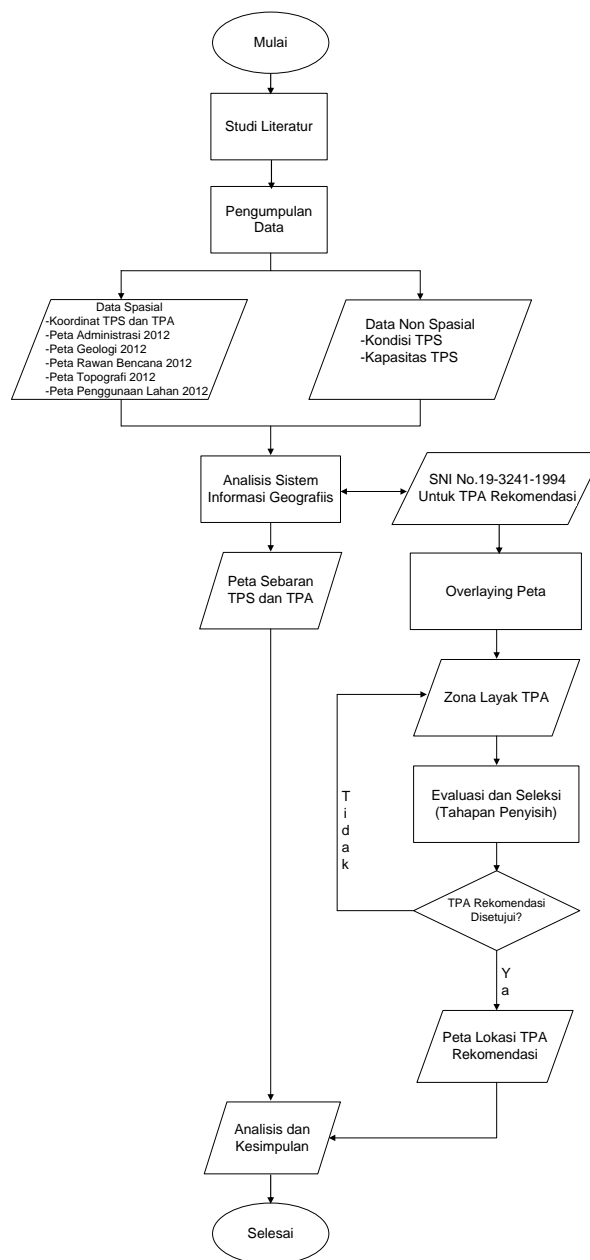 Mulai
Studi Literatur
Pengumpulan
Data
Data Spasial
-Koordinat TPS dan TPA
-Peta Administrasi 2012
-Peta Geologi 2012
-Peta Rawan Bencana 2012
-Peta Topografi 2012
-Peta Penggunaan Lahan 2012
Data Non Spasial
-Kondisi TPS
-Kapasitas TPS
Analisis Sistem
Informasi Geografiis
SNI No.19-3241-1994
Untuk TPA Rekomendasi
Peta Sebaran
TPS dan TPA
Overlaying Peta
Zona Layak TPA
Evaluasi dan Seleksi
(Tahapan Penyisih)
Tidak
TPA Rekomendasi
Disetujui?
Ya
Peta Lokasi TPA
Rekomendasi
Analisis dan
Kesimpulan
Selesai